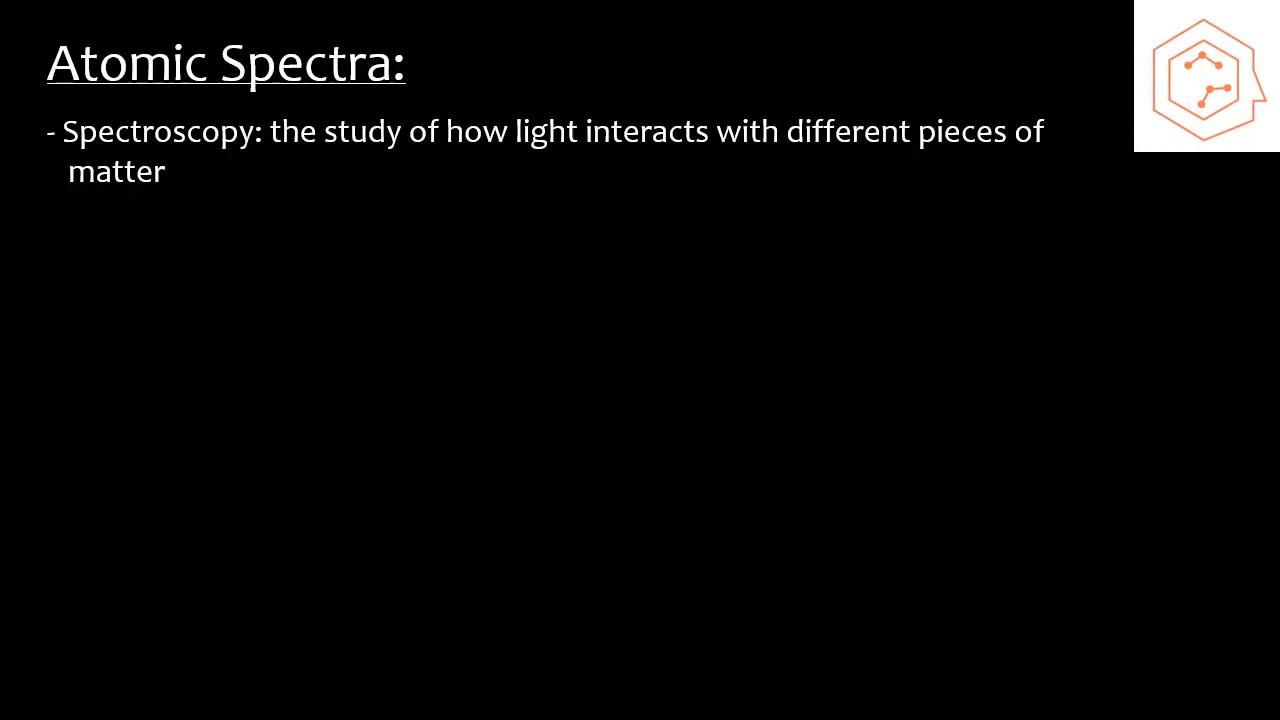 Atomic Spectra:
- Spectroscopy: the study of how light interacts with different pieces of
matter